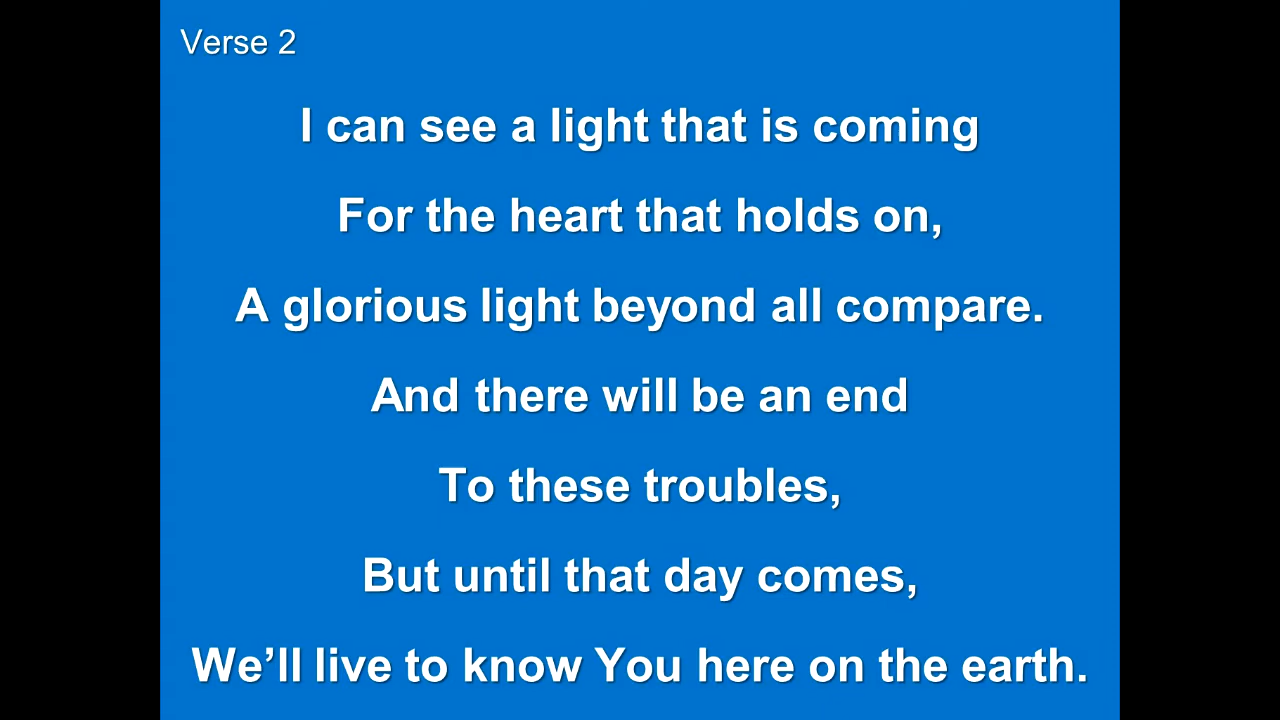 Verse 2
I can see a light that is coming
For the heart that holds on,
A glorious light beyond all compare.
And there will be an end
To these troubles,
But until that day comes,
We’ll live to know You here on the earth.